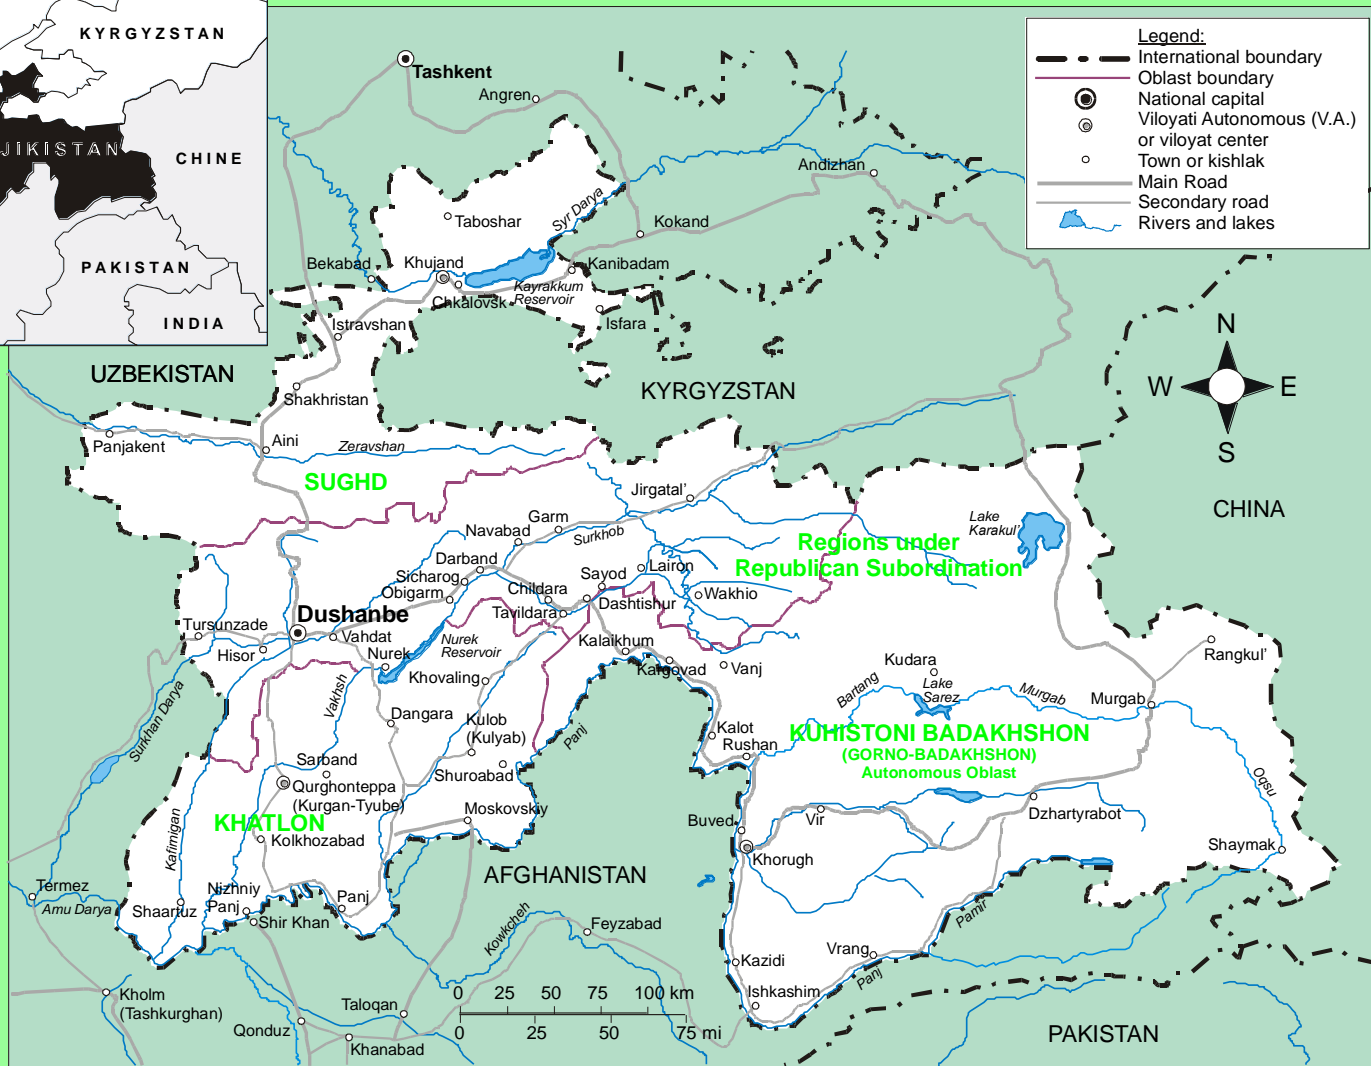 KYRGYZSTAN
JIKISTAN
CHINE
PAKISTAN
INDIA
Legend:
International boundary
Oblast boundary
National capital
Viloyati Autonomous (V.A.)
or viloyat center
Town or kishlak
Main Road
Secondary road
Rivers and lakes
Tashkent
Angren
Andizhan
Taboshar
Syr Darya
Kokand
Bekabad
Khujand
Kanibadam
Chkalovsk
Kayrakkum
Reservoir
Isfara
Istravshan
UZBEKISTAN
KYRGYZSTAN
N
W
E
S
Shakhristan
Panjakent
Aini
Zeravshan
SUGHD
Jirgatal'
CHINA
Lake
Karakul'
Navabad
Garm
Surkhob
Regions under
Republican Subordination
Darband
Sicharog
Obigarm
Childara
Sayod
Lairon
Tavildara
Dashtishur
Wakhio
Dushanbe
Tursunzade
Hisor
Vahdat
Nurek
Nurek
Reservoir
Kalaikhum
Kargovad
Vanj
Rangkul'
Khovaling
Kudara
Lake
Sarez
Bartang
Murgab
Murgab
Surkhan Darya
Vakhsh
Dangara
Kulob
(Kulyab)
Panj
Kalot
Rushan
KUHISTONI BADAKHSHON
(GORNO-BADAKHSHON)
Autonomous Oblast
Sarband
Shuroabad
Oqsu
Qurghonteppa
(Kurgan-Tyube)
Moskovskiy
KHATLON
Kolkhozabad
Kafirnigan
Buved
Vir
Dzhartyrabot
Khorugh
Shaymak
AFGHANISTAN
Termez
Amu Darya
Shaartuz
Nizhniy
Panj
Panj
Shir Khan
Kowkcheh
Feyzabad
Pamir
Vrang
Panj
Kazidi
Ishkashim
Kholm
(Tashkurghan)
Qonduz
Taloqan
Khanabad
0 25 50 75 100 km
0 25 50 75 mi
PAKISTAN